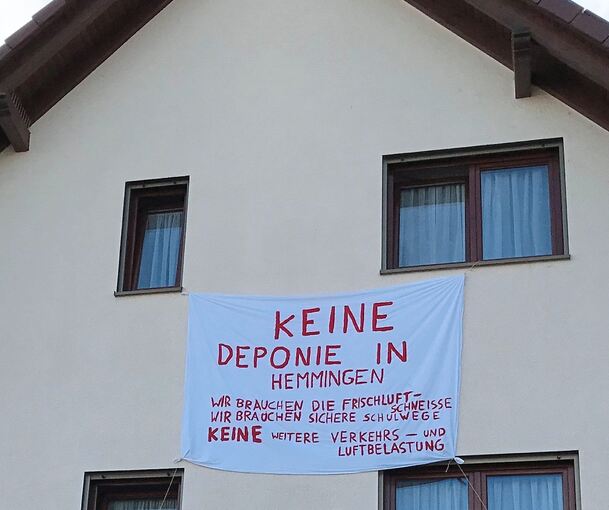 KEINE
DEPONIE IN
HEMMINGEN
WIR BRAUCHEN DIE FRISCHLUFT-
SCHNEISSE
WIR BRAUCHEN SICHERE SCHULWEGE
KEINE WEITERE VERKEHRS- UND
LUFTBELASTUNG